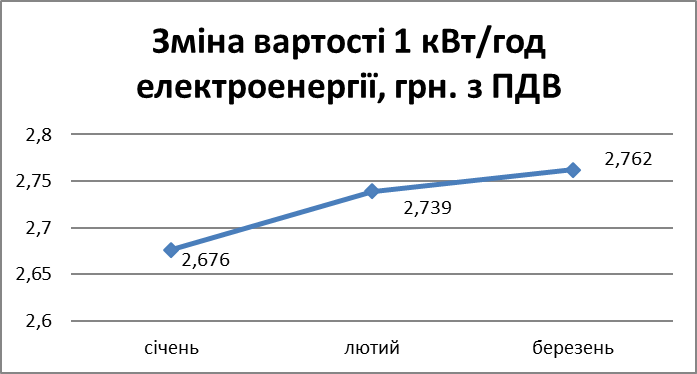 Зміна вартості 1 кВт/год
електроенергії, грн. з ПДВ
2,8
2,75
2,7
2,65
2,6
2,676
2,739
2,762
січень
лютий
березень